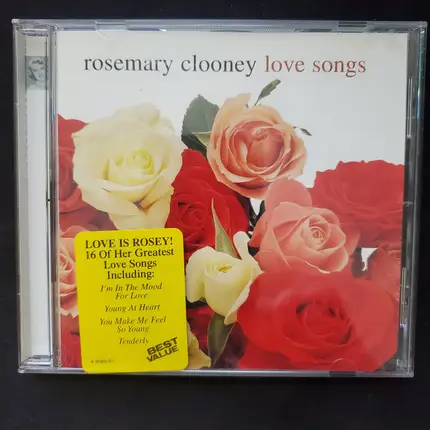 rosemary clooney love songs
LOVE IS ROSEY!
16 Of Her Greatest
Love Songs
Including:
I'm In The Mood
For Love
Young At Heart
You Make Me Feel
So Young
Tenderly
BEST
VALUE